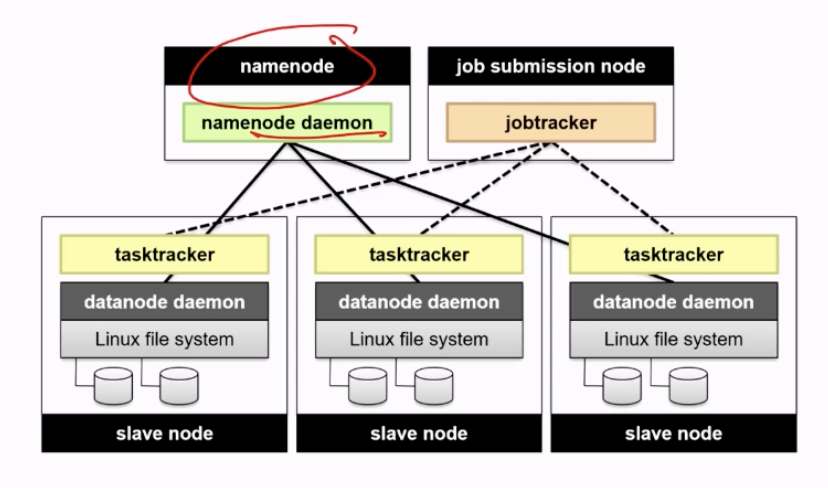 namenode
job submission node
namenode daemon
jobtracker
tasktracker
tasktracker
tasktracker
datanode daemon
datanode daemon
datanode daemon
Linux file system
Linux file system
Linux file system
slave node
slave node
slave node